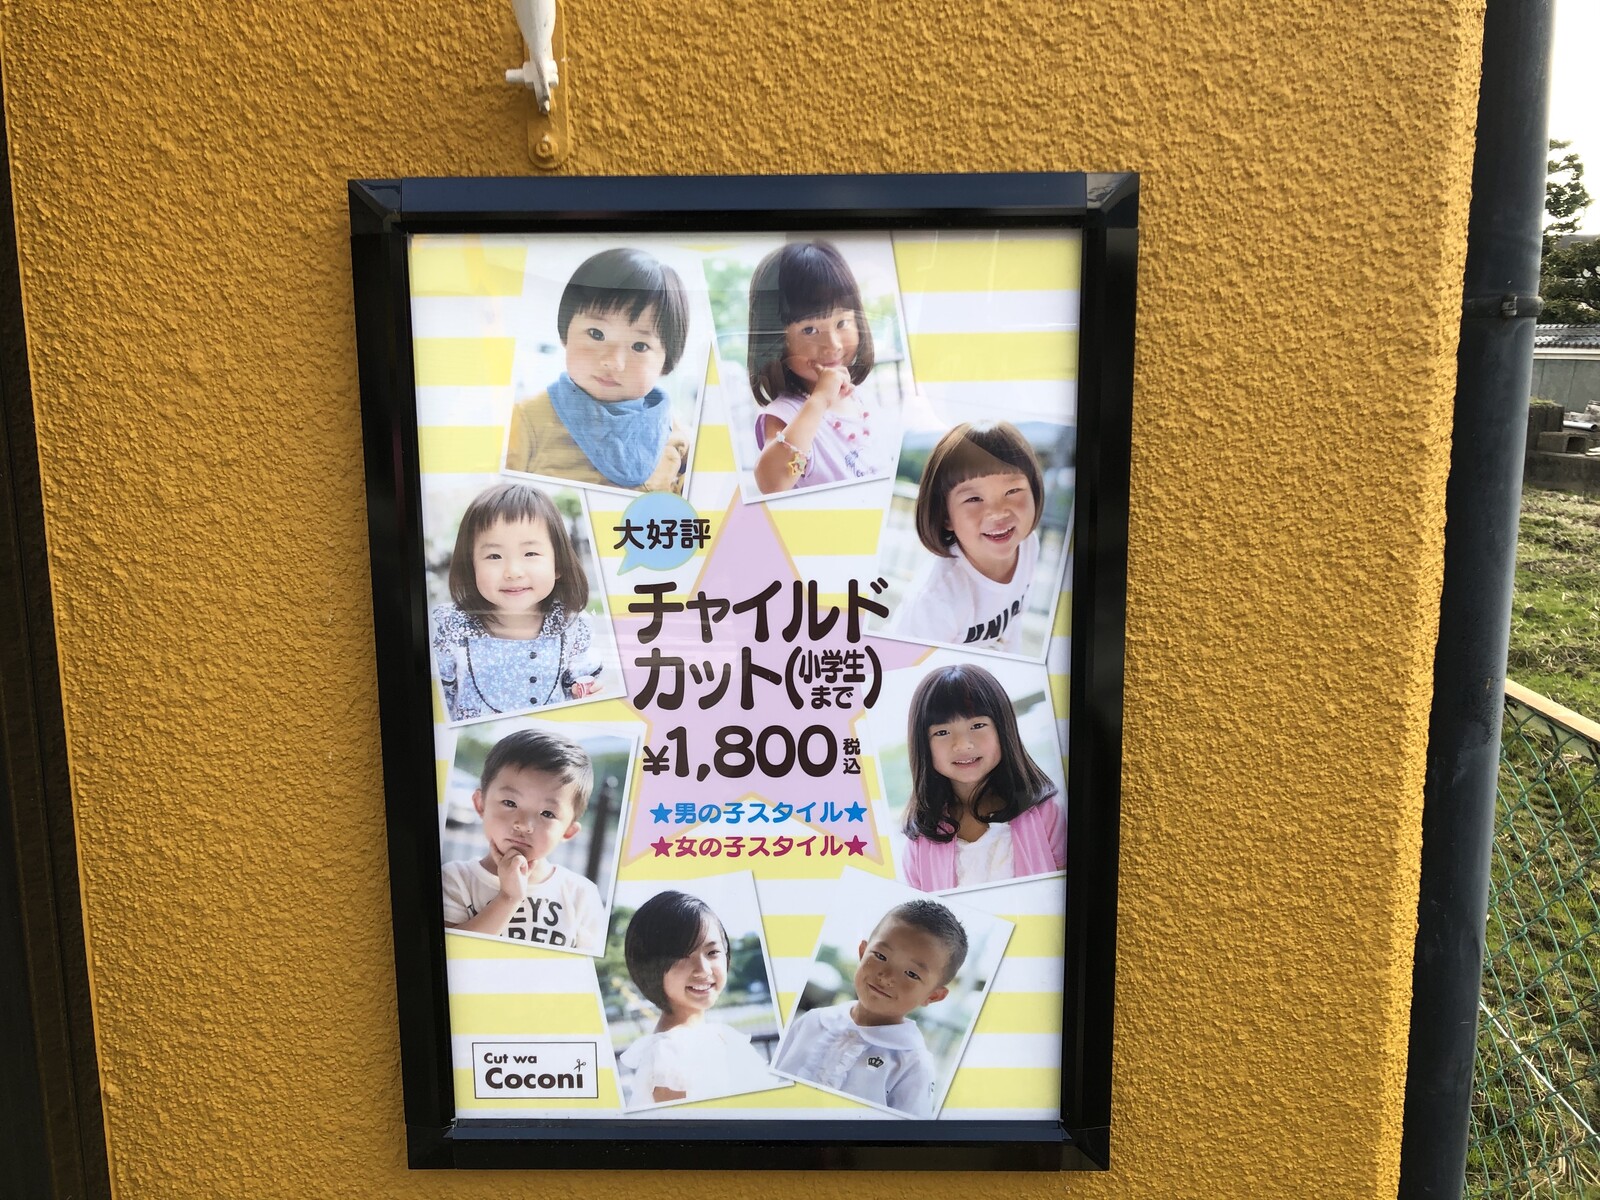 大好評
チャイルド
カット(小学生まで)
¥1,800税込
★男の子スタイル★
★女の子スタイル★
Cut wa
Coconi